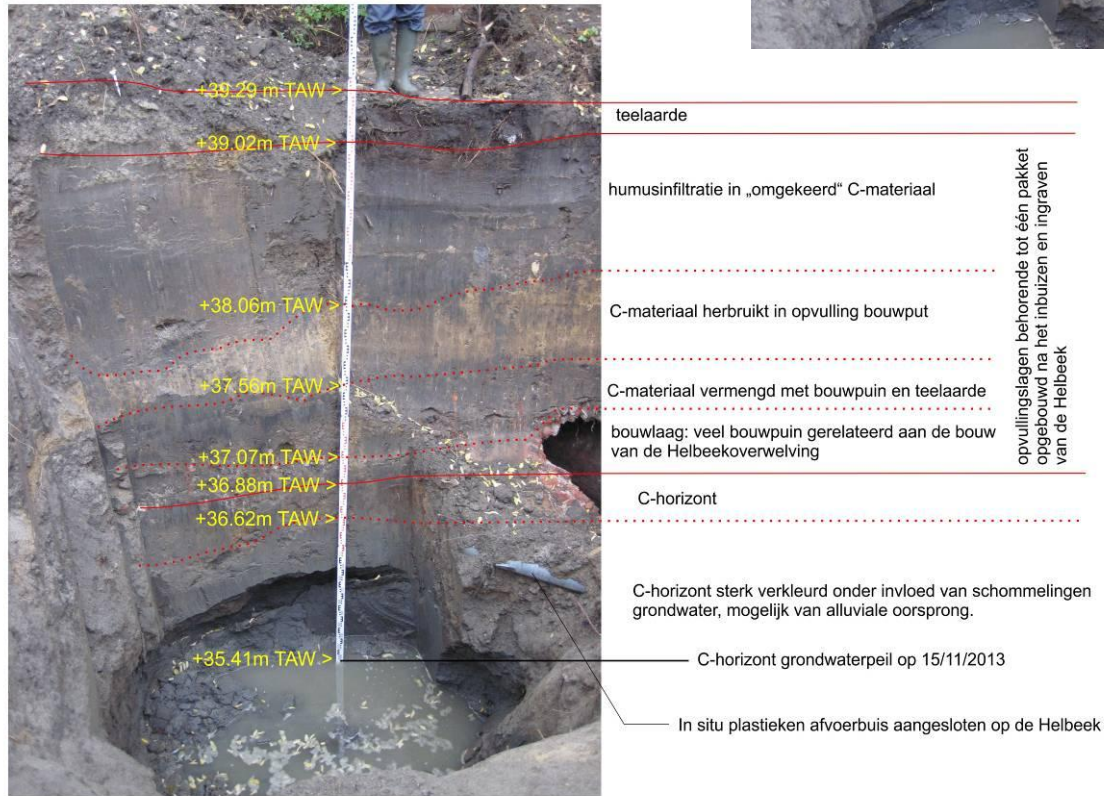 +39.29 m TAW >
teelaarde
+39.02m TAW >
humusinfiltratie in „omgekeerd“ C-materiaal
+38.06m TAW >
C-materiaal herbruikt in opvulling bouwput
+37.56m TAW >
C-materiaal vermengd met bouwpuin en teelaarde
bouwlaag: veel bouwpuin gerelateerd aan de bouw
van de Helbeekoverwelving
+37.07m TAW >
+36.88m TAW >
C-horizont
+36.62m TAW >
C-horizont sterk verkleurd onder invloed van schommelingen
grondwater, mogelijk van alluviale oorsprong.
+35.41m TAW >
C-horizont grondwaterpeil op 15/11/2013
In situ plastieken afvoerbuis aangesloten op de Helbeek
opvullingslagen behorende tot één pakket
opgebouwd na het inbuizen en ingraven
van de Helbeek